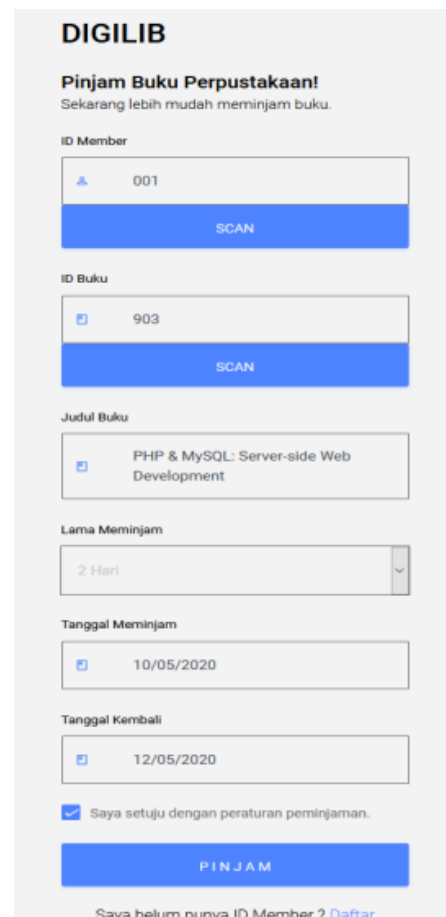 DIGILIB
Pinjam Buku Perpustakaan!
Sekarang lebih mudah meminjam buku.
ID Member
001
SCAN
ID Buku
903
SCAN
Judul Buku
PHP & MySQL: Server-side Web
Development
Lama Meminjam
2 Hari
Tanggal Meminjam
10/05/2020
Tanggal Kembali
12/05/2020
Saya setuju dengan peraturan peminjaman.
PINJAM
Saya belum punya ID Member ? Daftar